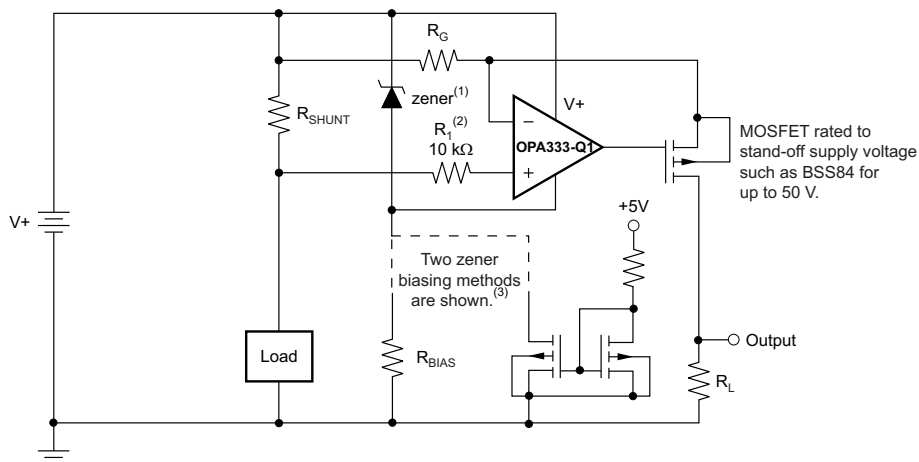 R_G
V+
zener(1)
R_SHUNT
R_1(2)
10 kΩ
−
OPA333-Q1
+
MOSFET rated to
stand-off supply voltage
such as BSS84 for
up to 50 V.
V+
+5V
Two zener
biasing methods
are shown.(3)
Output
Load
R_BIAS
R_L